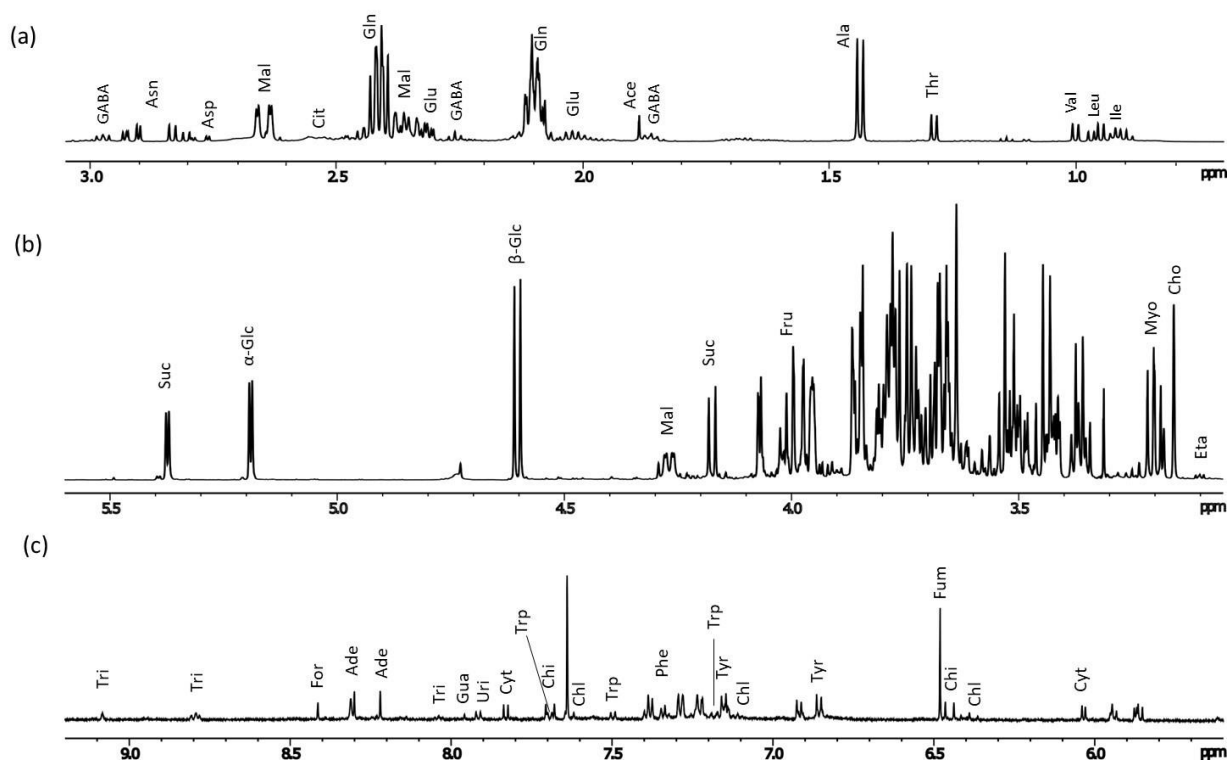 (a)
GABA Asn Asp Mal Cit Gln Mal Glu GABA Gln Glu Ace GABA Ala Thr Val Leu Ile
3.0 2.5 2.0 1.5 1.0 ppm
(b)
Suc α-Glc β-Glc Mal Suc Fru Myo Cho Eta
5.5 5.0 4.5 4.0 3.5 ppm
(c)
Tri Tri For Ade Ade Tri Gua Uri Cyt Trp Chi Chl Trp Phe Trp Tyr Chl Tyr Fum Chi Chl Cyt
9.0 8.5 8.0 7.5 7.0 6.5 6.0 ppm